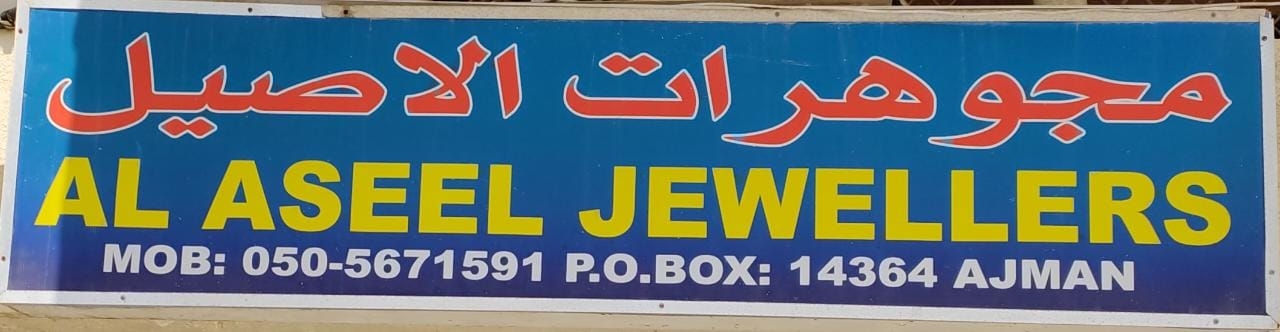 مجوهرات الاصيل
AL ASEEL JEWELLERS
MOB: 050-5671591 P.O.BOX: 14364 AJMAN